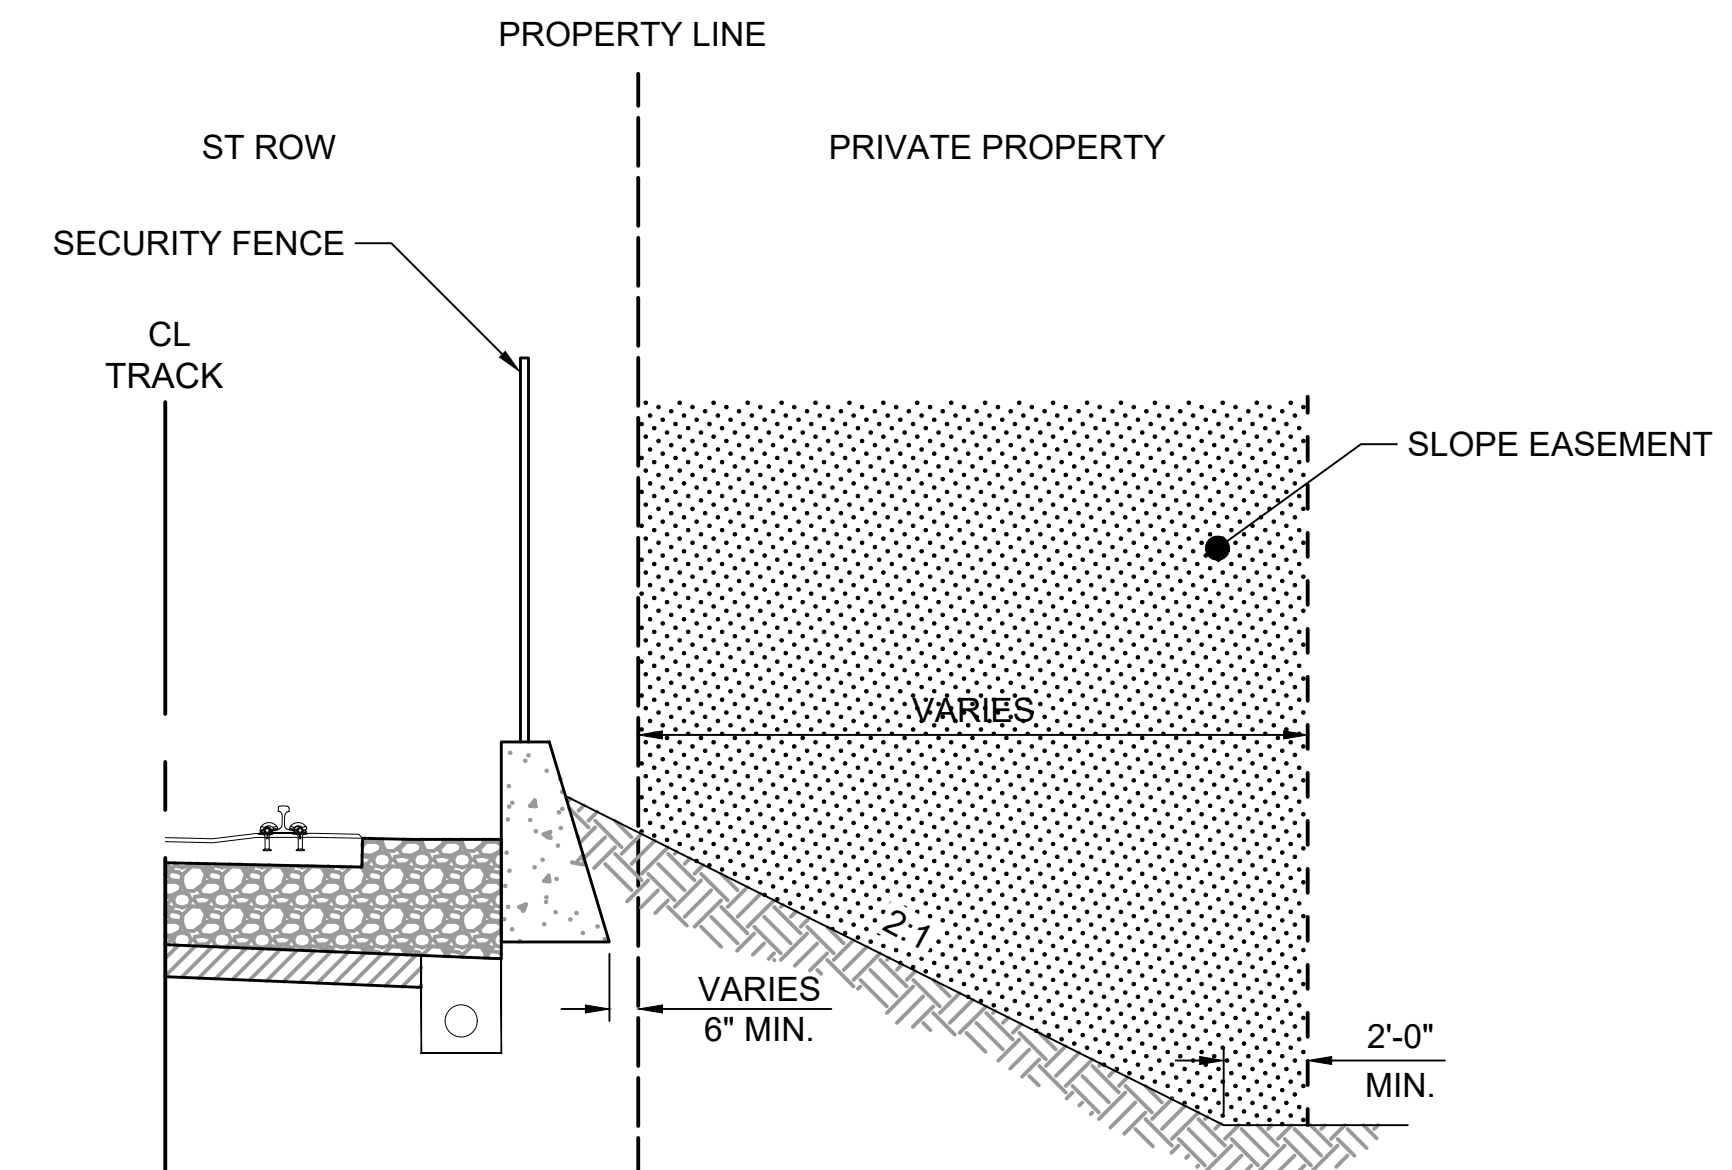 PROPERTY LINE
ST ROW
PRIVATE PROPERTY
SECURITY FENCE
CL
TRACK
SLOPE EASEMENT
VARIES
2:1
VARIES
6" MIN.
2'-0"
MIN.